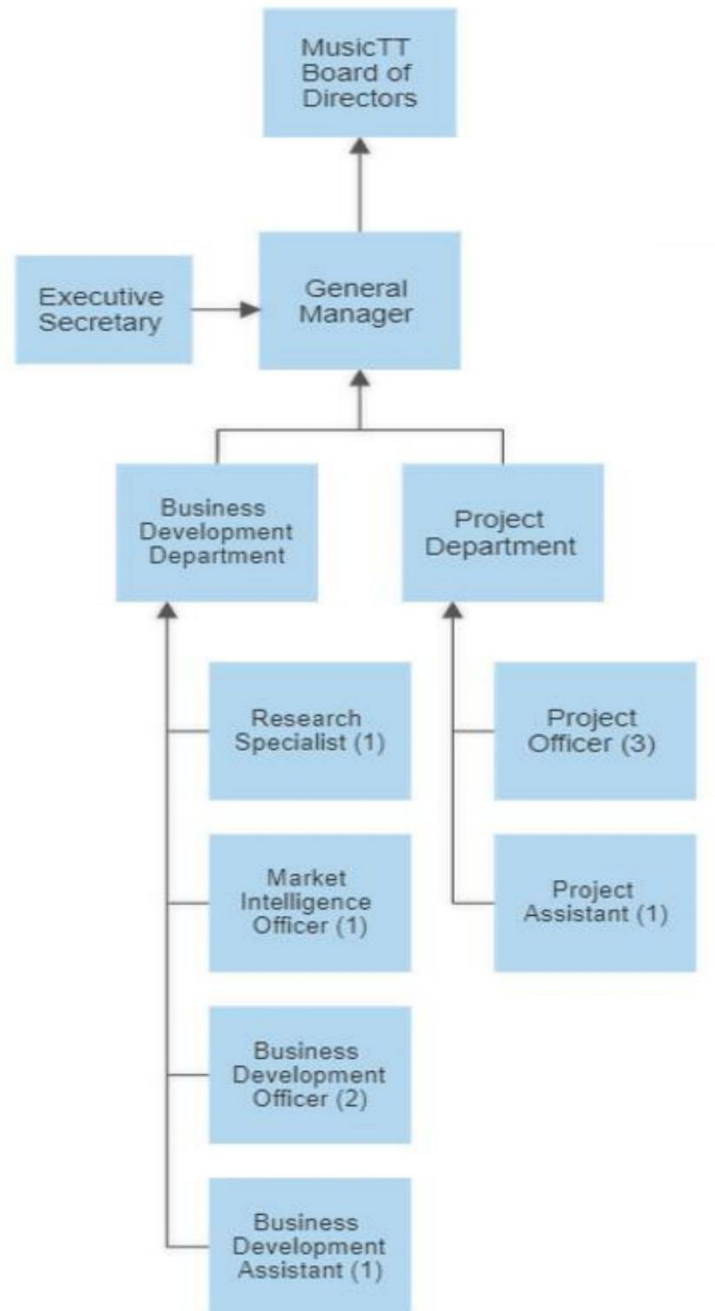 MusicTT
Board of
Directors
Executive
Secretary
General
Manager
Business
Development
Department
Project
Department
Research
Specialist (1)
Project
Officer (3)
Market
Intelligence
Officer (1)
Project
Assistant (1)
Business
Development
Officer (2)
Business
Development
Assistant (1)